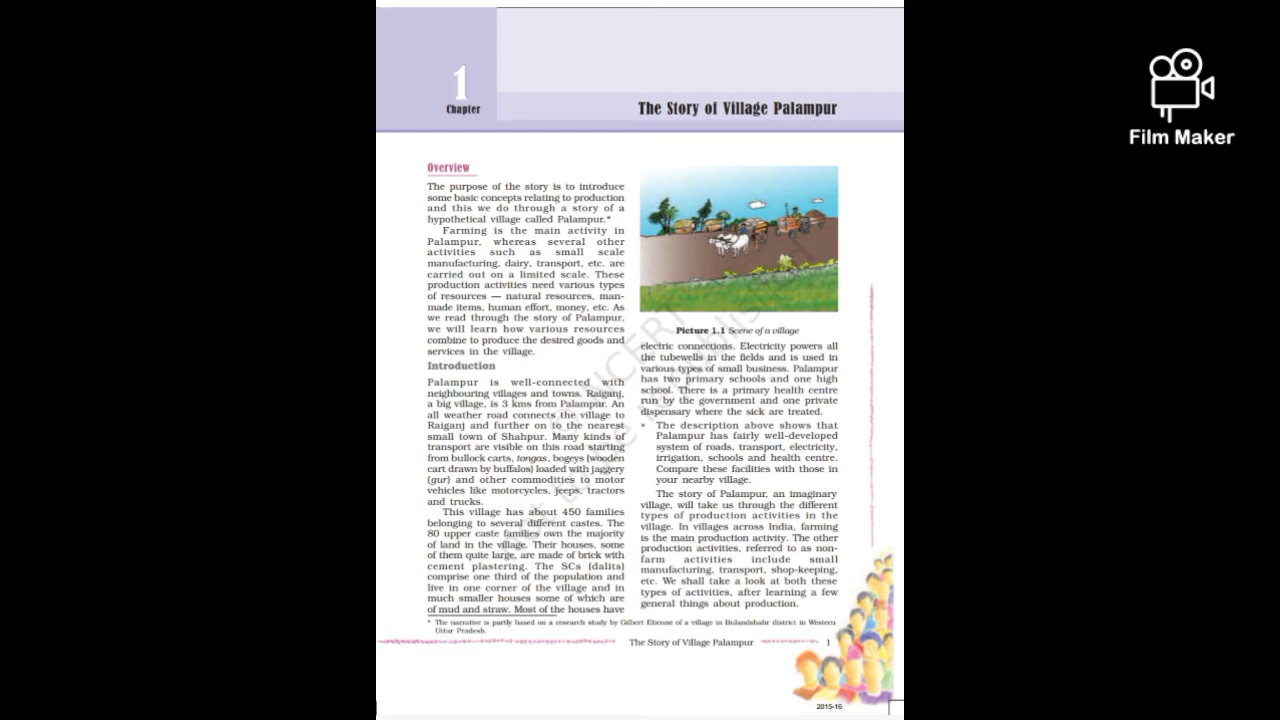 1
Chapter
The Story of Village Palampur
Overview
The purpose of the story is to introduce
some basic concepts relating to production
and this we do through a story of a
hypothetical village called Palampur.*
Farming is the main activity in
Palampur, whereas several other
activities such as small scale
manufacturing, dairy, transport, etc. are
carried out on a limited scale. These
production activities need various types
of resources — natural resources, man-
made items, human effort, money, etc. As
we read through the story of Palampur,
we will learn how various resources
combine to produce the desired goods and
services in the village.
Introduction
Palampur is well-connected with
neighbouring villages and towns. Raiganj,
a big village, is 3 kms from Palampur. An
all weather road connects the village to
Raiganj and further on to the nearest
small town of Shahpur. Many kinds of
transport are visible on this road starting
from bullock carts, tongas, bogeys (wooden
cart drawn by buffalos) loaded with jaggery
(gur) and other commodities to motor
vehicles like motorcycles, jeeps, tractors
and trucks.
This village has about 450 families
belonging to several different castes. The
80 upper caste families own the majority
of land in the village. Their houses, some
of them quite large, are made of brick with
cement plastering. The SCs (dalits)
comprise one third of the population and
live in one corner of the village and in
much smaller houses some of which are
of mud and straw. Most of the houses have
Picture 1.1 Scene of a village
electric connections. Electricity powers all
the tubewells in the fields and is used in
various types of small business. Palampur
has two primary schools and one high
school. There is a primary health centre
run by the government and one private
dispensary where the sick are treated.
• The description above shows that
Palampur has fairly well-developed
system of roads, transport, electricity,
irrigation, schools and health centre.
Compare these facilities with those in
your nearby village.
The story of Palampur, an imaginary
village, will take us through the different
types of production activities in the
village. In villages across India, farming
is the main production activity. The other
production activities, referred to as non-
farm activities include small
manufacturing, transport, shop-keeping,
etc. We shall take a look at both these
types of activities, after learning a few
general things about production.
* The narrative is partly based on a research study by Gilbert Etienne of a village in Bulandshahr district in Western
Uttar Pradesh.
The Story of Village Palampur 1
2015-16
Film Maker